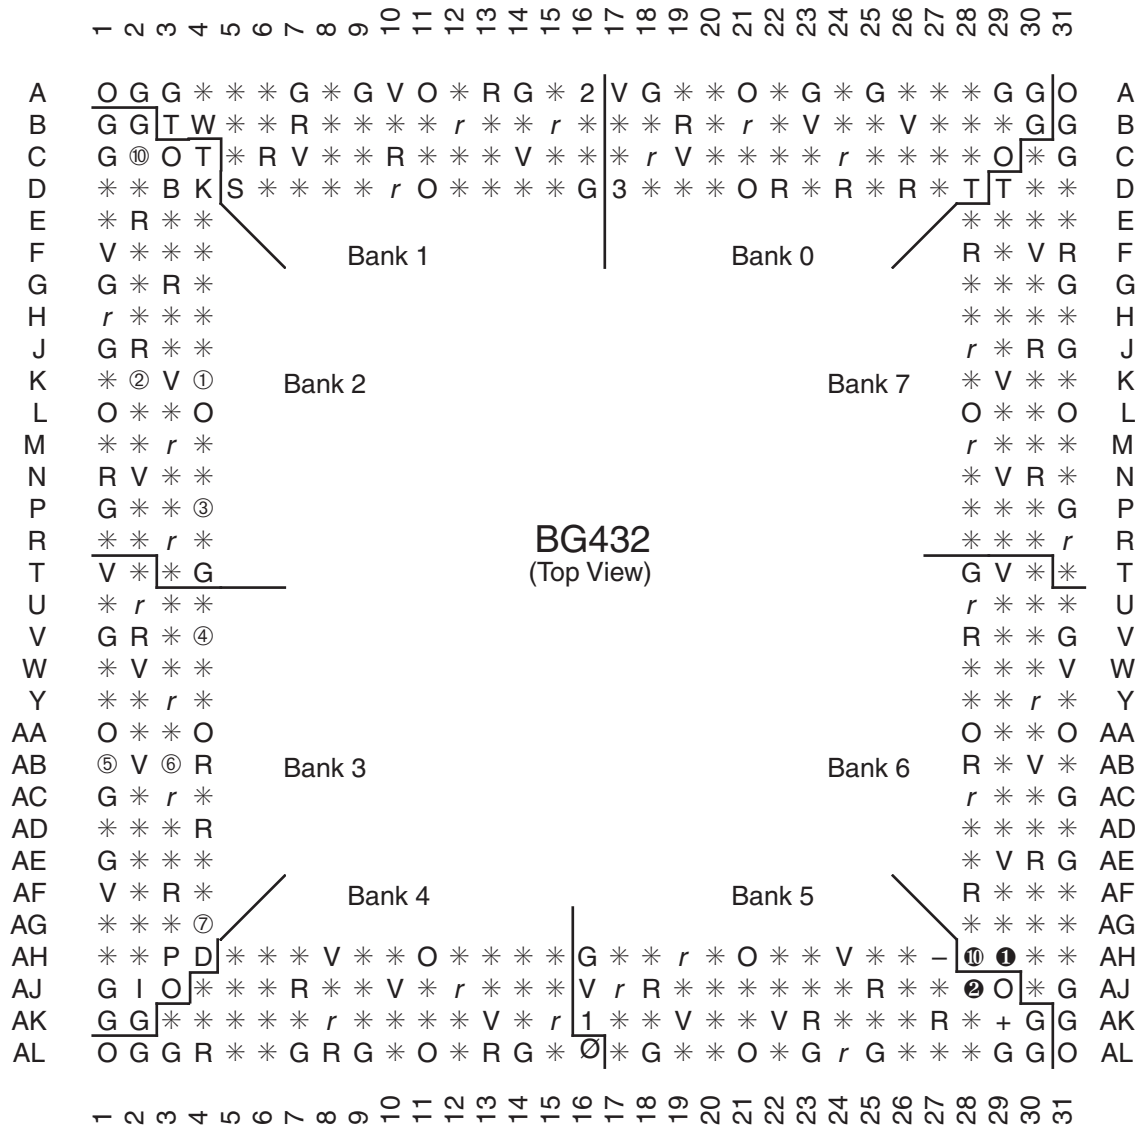 1 2 3 4 5 6 7 8 9 10 11 12 13 14 15 16 17 18 19 20 21 22 23 24 25 26 27 28 29 30 31
A O G G ✳ ✳ ✳ G ✳ G V O ✳ R G ✳ 2 V G ✳ ✳ O ✳ G ✳ G ✳ ✳ ✳ G G O A
B G G T W ✳ ✳ R ✳ ✳ ✳ ✳ r ✳ ✳ r ✳ ✳ ✳ R ✳ r ✳ V ✳ ✳ V ✳ ✳ ✳ G G B
C G ⑩ O T ✳ R V ✳ ✳ R ✳ ✳ ✳ V ✳ ✳ ✳ r V ✳ ✳ ✳ ✳ r ✳ ✳ ✳ ✳ O ✳ G C
D ✳ ✳ B K S ✳ ✳ ✳ ✳ r O ✳ ✳ ✳ ✳ G 3 ✳ ✳ ✳ O R ✳ R ✳ R ✳ T T ✳ ✳ D
E ✳ R ✳ ✳ ✳ ✳ ✳ ✳ E
F V ✳ ✳ ✳ Bank 1 Bank 0 R ✳ V R F
G G ✳ R ✳ ✳ ✳ ✳ G G
H r ✳ ✳ ✳ ✳ ✳ ✳ ✳ H
J G R ✳ ✳ r ✳ R G J
K ✳ ② V ① Bank 2 Bank 7 ✳ V ✳ ✳ K
L O ✳ ✳ O O ✳ ✳ O L
M ✳ ✳ r ✳ r ✳ ✳ ✳ M
N R V ✳ ✳ ✳ V R ✳ N
P G ✳ ✳ ③ ✳ ✳ ✳ G P
R ✳ ✳ r ✳ BG432 ✳ ✳ ✳ r R
T V ✳ ✳ G (Top View) G V ✳ ✳ T
U ✳ r ✳ ✳ r ✳ ✳ ✳ U
V G R ✳ ④ R ✳ ✳ G V
W ✳ V ✳ ✳ ✳ ✳ ✳ V W
Y ✳ ✳ r ✳ ✳ ✳ r ✳ Y
AA O ✳ ✳ O O ✳ ✳ O AA
AB ⑤ V ⑥ R Bank 3 Bank 6 R ✳ V ✳ AB
AC G ✳ r ✳ r ✳ ✳ G AC
AD ✳ ✳ ✳ R ✳ ✳ ✳ ✳ AD
AE G ✳ ✳ ✳ ✳ V R G AE
AF V ✳ R ✳ Bank 4 Bank 5 R ✳ ✳ ✳ AF
AG ✳ ✳ ✳ ⑦ ✳ ✳ ✳ ✳ AG
AH ✳ ✳ P D ✳ ✳ ✳ V ✳ ✳ O ✳ ✳ ✳ ✳ G ✳ ✳ r ✳ O ✳ ✳ V ✳ ✳ – ❿ ❶ ✳ ✳ AH
AJ G I O ✳ ✳ ✳ R ✳ ✳ V ✳ r ✳ ✳ ✳ V r R ✳ ✳ ✳ ✳ ✳ ✳ R ✳ ✳ ❷ O ✳ G AJ
AK G G ✳ ✳ ✳ ✳ ✳ r ✳ ✳ ✳ ✳ V ✳ r 1 ✳ ✳ V ✳ ✳ V R ✳ ✳ ✳ R ✳ + G G AK
AL O G G R ✳ ✳ G R G ✳ O ✳ R G ✳ Ø ✳ G ✳ ✳ O ✳ G r G ✳ ✳ ✳ G G O AL
1 2 3 4 5 6 7 8 9 10 11 12 13 14 15 16 17 18 19 20 21 22 23 24 25 26 27 28 29 30 31